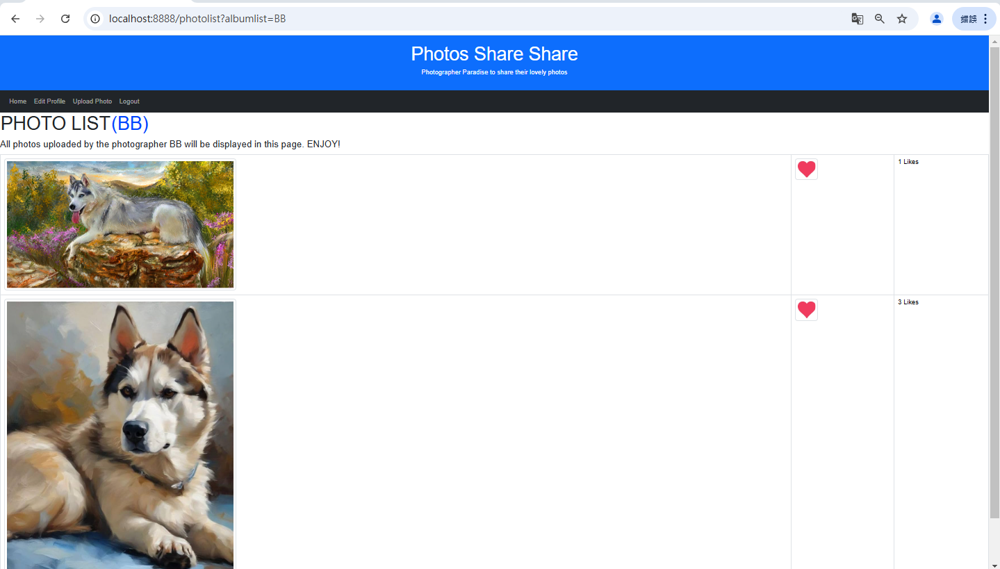 localhost:8888/photolist?albumlist=BB
錯誤
Photos Share Share
Photographer Paradise to share their lovely photos
Home Edit Profile Upload Photo Logout
PHOTO LIST(BB)
All photos uploaded by the photographer BB will be displayed in this page. ENJOY!
1 Likes
3 Likes